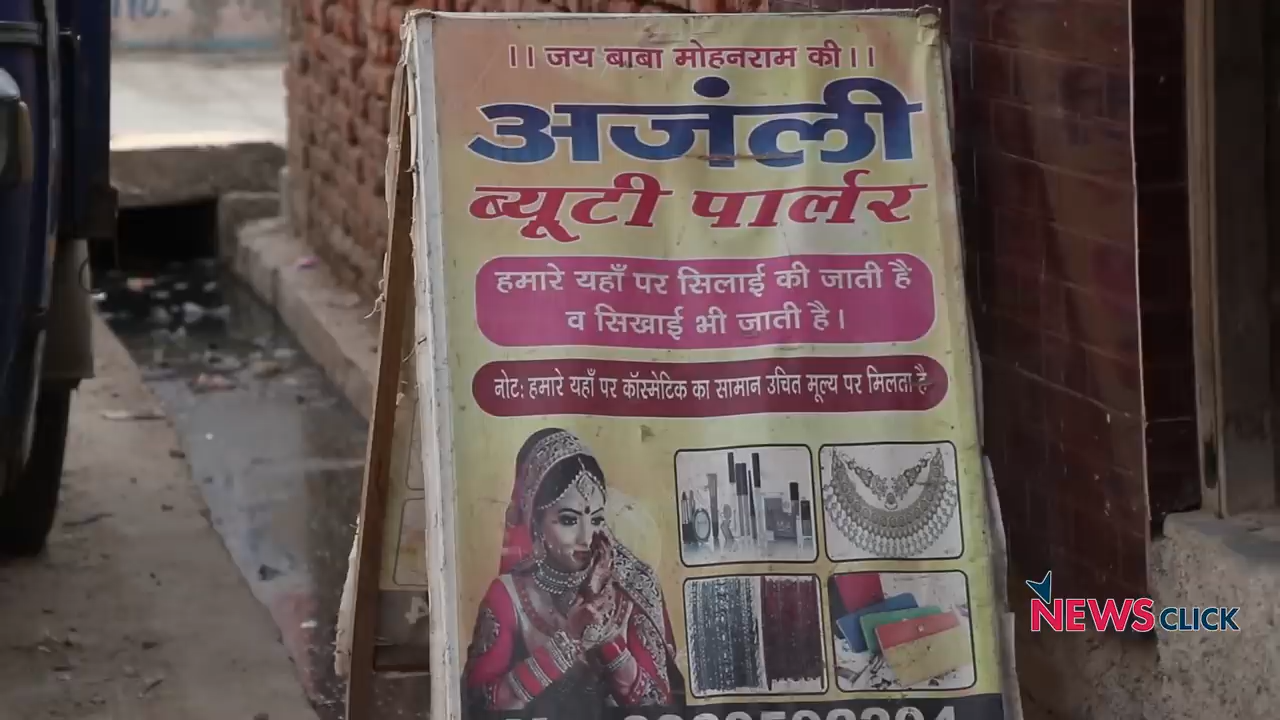 ।। जय बाबा मोहनराम की ।।
अजंली
ब्यूटी पार्लर
हमारे यहाँ पर सिलाई की जाती हैं
व सिखाई भी जाती है।
नोट: हमारे यहाँ पर कॉस्मेटिक का सामान उचित मूल्य पर मिलता है
NEWSCLICK